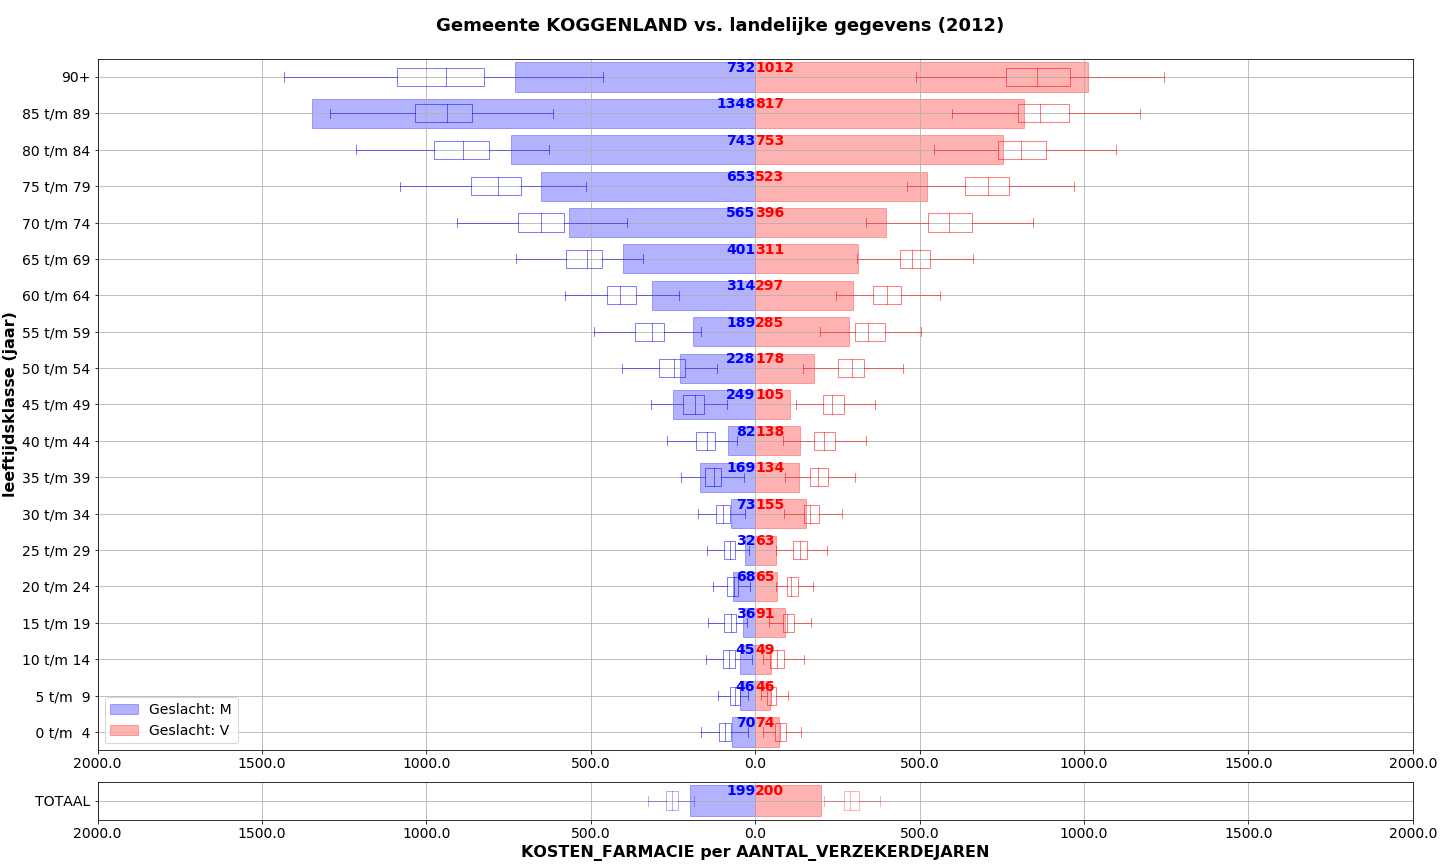 Gemeente KOGGENLAND vs. landelijke gegevens (2012)
leeftijdsklasse (jaar)
90+ 732 1012
85 t/m 89 1348 817
80 t/m 84 743 753
75 t/m 79 653 523
70 t/m 74 565 396
65 t/m 69 401 311
60 t/m 64 314 297
55 t/m 59 189 285
50 t/m 54 228 178
45 t/m 49 249 105
40 t/m 44 82 138
35 t/m 39 169 134
30 t/m 34 73 155
25 t/m 29 32 63
20 t/m 24 68 65
15 t/m 19 36 91
10 t/m 14 45 49
5 t/m 9 46 46
0 t/m 4 70 74
Geslacht: M
Geslacht: V
2000.0 1500.0 1000.0 500.0 0.0 500.0 1000.0 1500.0 2000.0
TOTAAL 199 200
2000.0 1500.0 1000.0 500.0 0.0 500.0 1000.0 1500.0 2000.0
KOSTEN_FARMACIE per AANTAL_VERZEKERDEJAREN